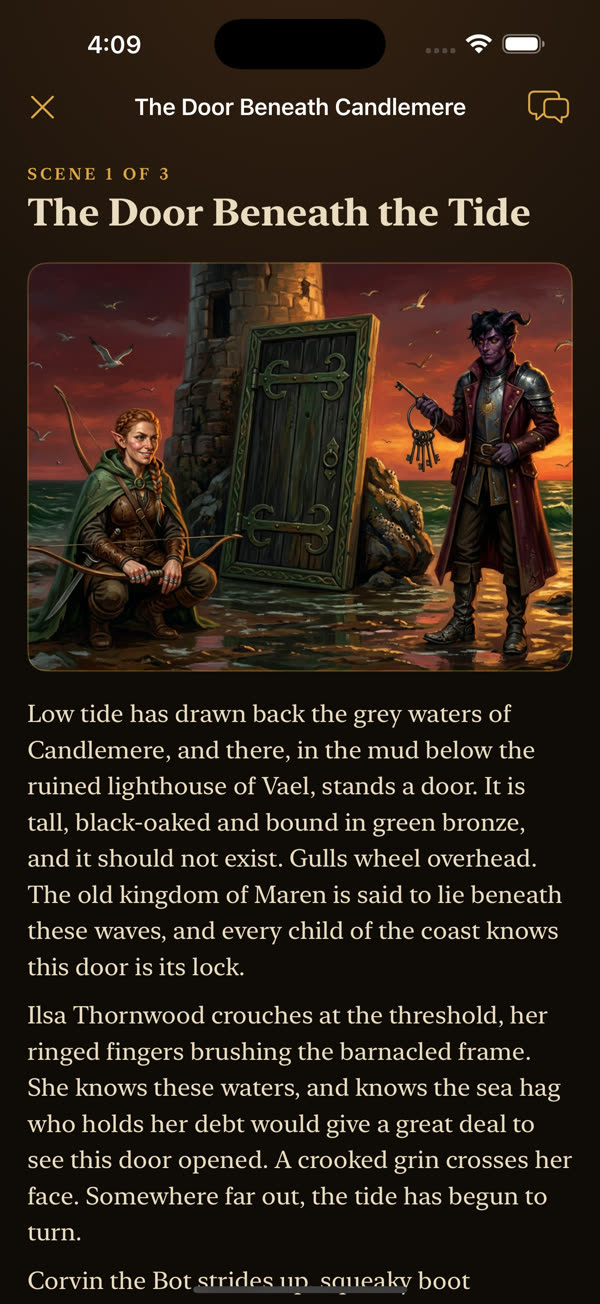 4:09
The Door Beneath Candlemere
SCENE 1 OF 3
The Door Beneath the Tide
Low tide has drawn back the grey waters of
Candlemere, and there, in the mud below the
ruined lighthouse of Vael, stands a door. It is
tall, black-oaked and bound in green bronze,
and it should not exist. Gulls wheel overhead.
The old kingdom of Maren is said to lie beneath
these waves, and every child of the coast knows
this door is its lock.
Ilsa Thornwood crouches at the threshold, her
ringed fingers brushing the barnacled frame.
She knows these waters, and knows the sea hag
who holds her debt would give a great deal to
see this door opened. A crooked grin crosses her
face. Somewhere far out, the tide has begun to
turn.
Corvin the Bot strides up, squeaky boot